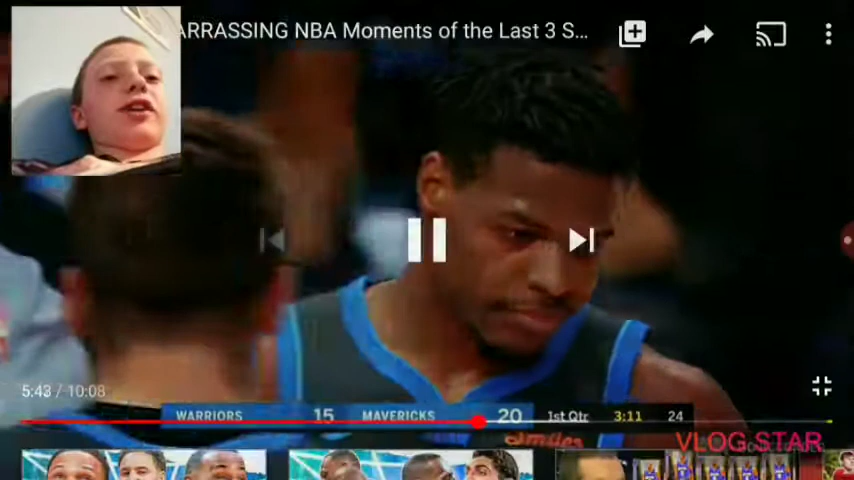 ARRASSING NBA Moments of the Last 3 S...
5:43 / 10:08
WARRIORS 15 MAVERICKS 20 1st Qtr 3:11 24
VLOG STAR